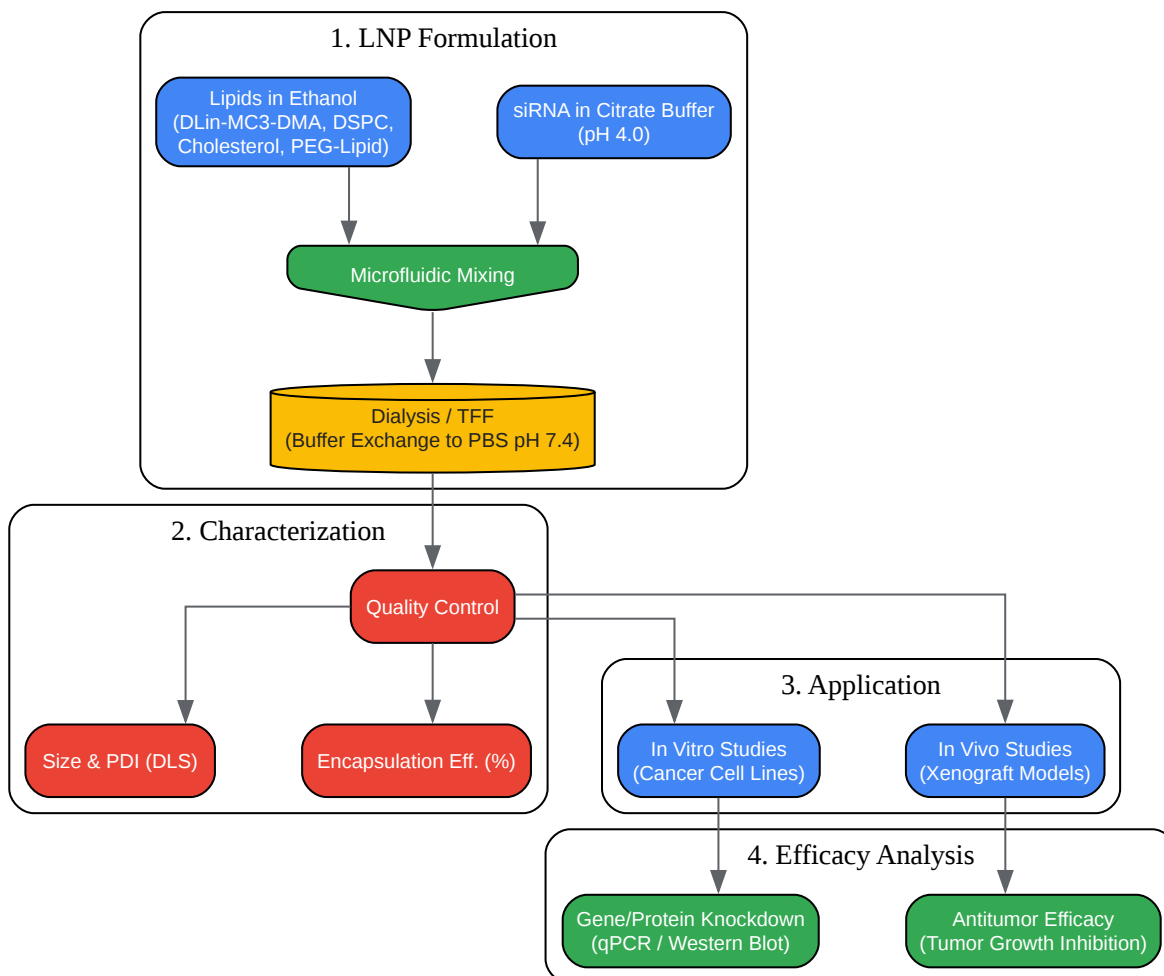 1. LNP Formulation
Lipids in Ethanol
(DLin-MC3-DMA, DSPC,
Cholesterol, PEG-Lipid)
siRNA in Citrate Buffer
(pH 4.0)
Microfluidic Mixing
Dialysis / TFF
(Buffer Exchange to PBS pH 7.4)
2. Characterization
Quality Control
Size & PDI (DLS)
Encapsulation Eff. (%)
3. Application
In Vitro Studies
(Cancer Cell Lines)
In Vivo Studies
(Xenograft Models)
4. Efficacy Analysis
Gene/Protein Knockdown
(qPCR / Western Blot)
Antitumor Efficacy
(Tumor Growth Inhibition)